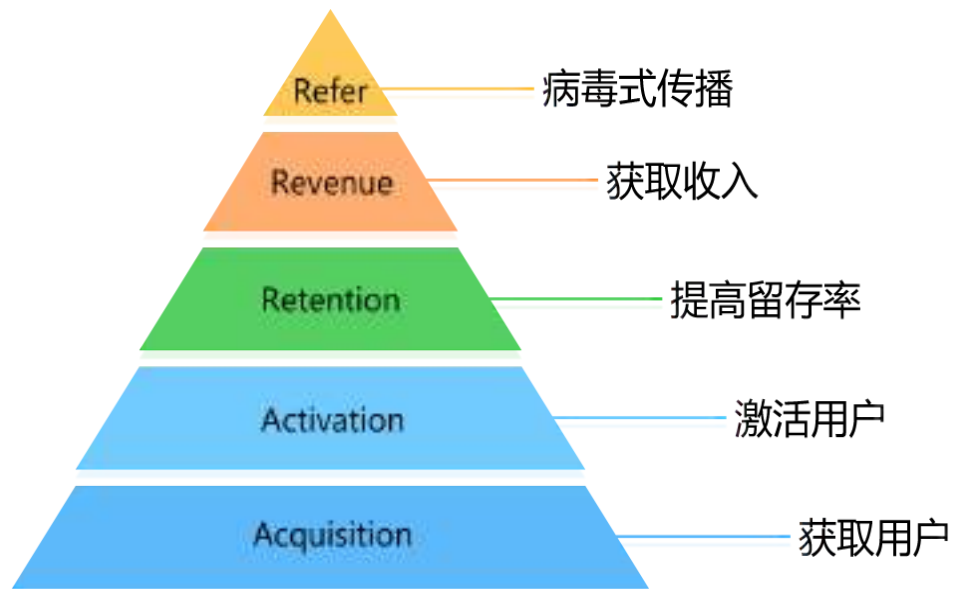 Refer 病毒式传播
Revenue 获取收入
Retention 提高留存率
Activation 激活用户
Acquisition 获取用户